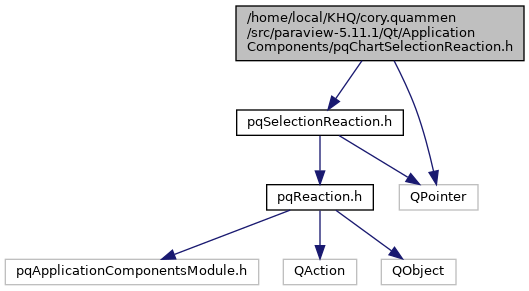 /home/local/KHQ/cory.quammen
/src/paraview-5.11.1/Qt/Application
Components/pqChartSelectionReaction.h
pqSelectionReaction.h
pqReaction.h
QPointer
pqApplicationComponentsModule.h
QAction
QObject